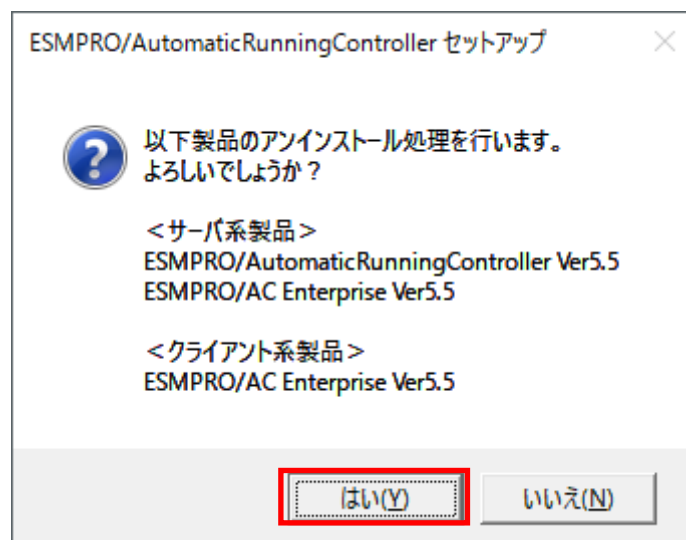 ESMPRO/AutomaticRunningController セットアップ
以下製品のアンインストール処理を行います。
よろしいでしょうか？
＜サーバ系製品＞
ESMPRO/AutomaticRunningController Ver5.5
ESMPRO/AC Enterprise Ver5.5
＜クライアント系製品＞
ESMPRO/AC Enterprise Ver5.5
はい(Y)
いいえ(N)